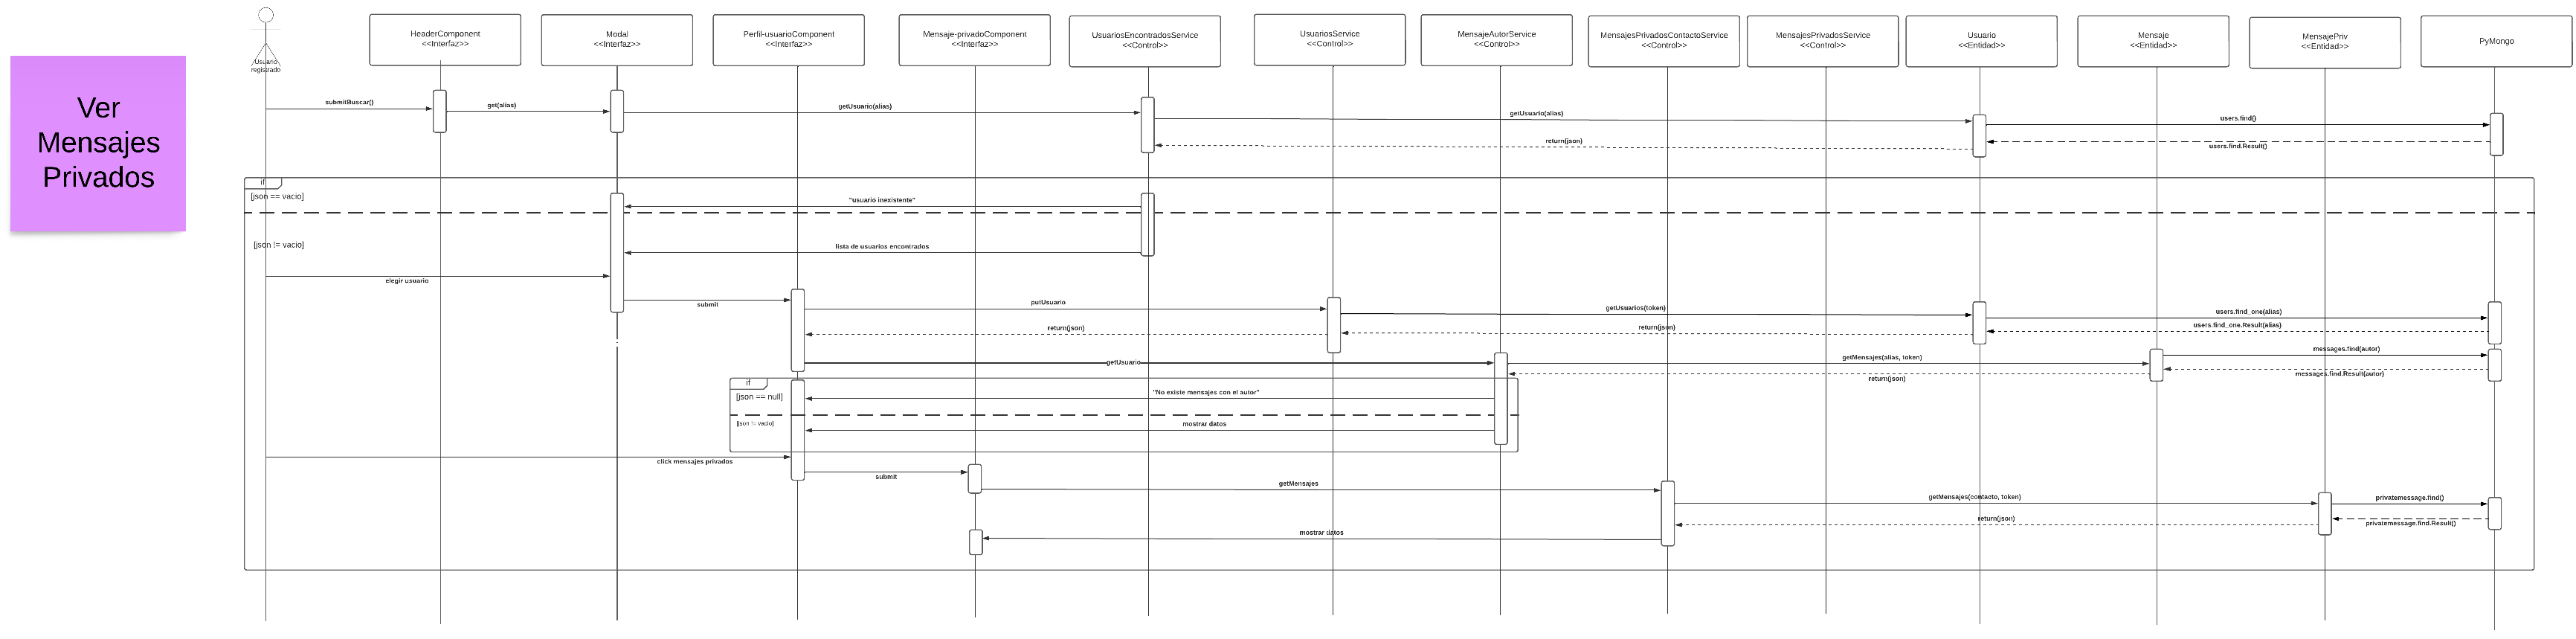 Ver
Mensajes
Privados
Usuario
registrado
HeaderComponent
<<Interfaz>>
Modal
<<Interfaz>>
Perfil-usuarioComponent
<<Interfaz>>
Mensaje-privadoComponent
<<Interfaz>>
UsuariosEncontradosService
<<Control>>
UsuariosService
<<Control>>
MensajeAutorService
<<Control>>
MensajesPrivadosContactoService
<<Control>>
MensajesPrivadosService
<<Control>>
Usuario
<<Entidad>>
Mensaje
<<Entidad>>
MensajePriv
<<Entidad>>
PyMongo
submitBuscar()
get(alias)
getUsuario(alias)
getUsuario(alias)
users.find()
return(json)
users.find.Result()
if
[json == vacio]
"usuario inexistente"
[json != vacio]
lista de usuarios encontrados
elegir usuario
submit
putUsuario
getUsuarios(token)
users.find_one(alias)
return(json)
return(json)
users.find_one.Result(alias)
getUsuario
getMensajes(alias, token)
messages.find(autor)
return(json)
messages.find.Result(autor)
if
[json == null]
"No existe mensajes con el autor"
[json != vacio]
mostrar datos
click mensajes privados
submit
getMensajes
getMensajes(contacto, token)
privatemessage.find()
return(json)
privatemessage.find.Result()
mostrar datos